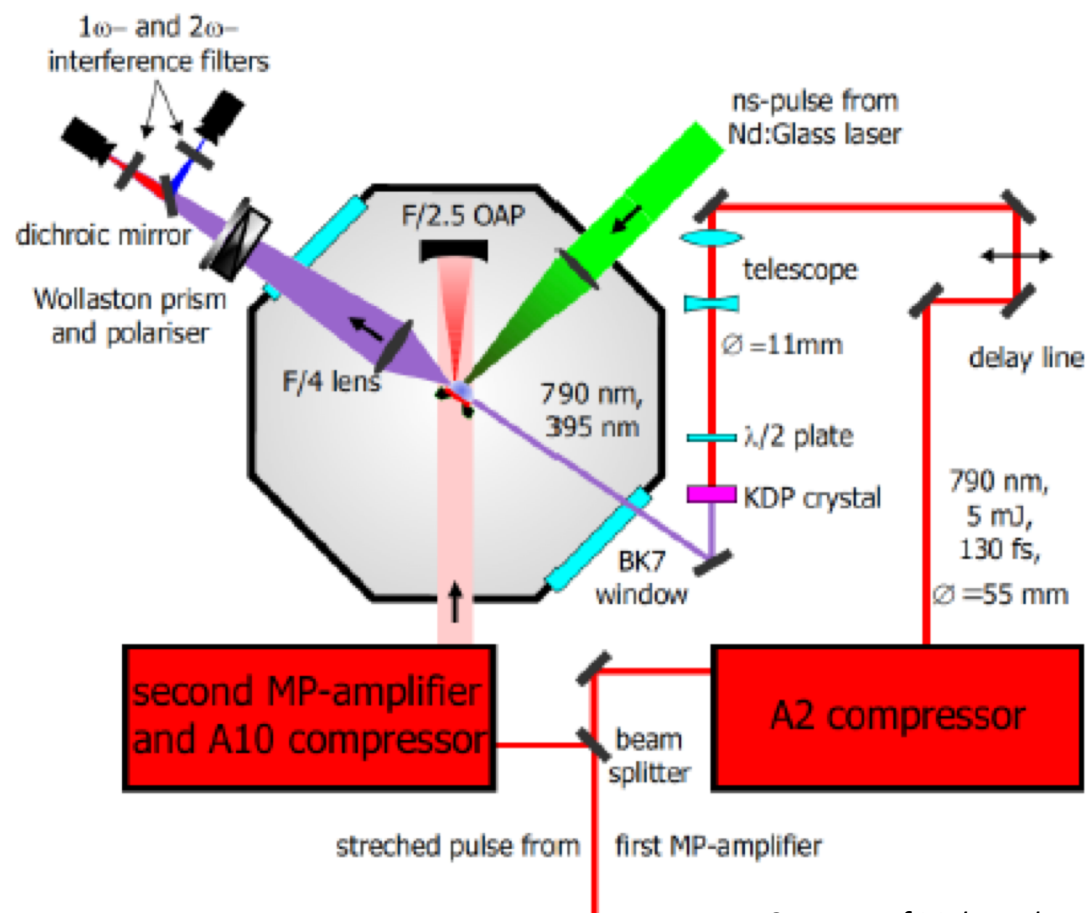 1ω– and 2ω–
interference filters
ns-pulse from
Nd:Glass laser
dichroic mirror
F/2.5 OAP
telescope
Wollaston prism
and polariser
F/4 lens
∅ =11mm
delay line
790 nm,
395 nm
λ/2 plate
KDP crystal
790 nm,
5 mJ,
130 fs,
∅ =55 mm
BK7
window
second MP-amplifier
and A10 compressor
beam
splitter
A2 compressor
streched pulse from
first MP-amplifier